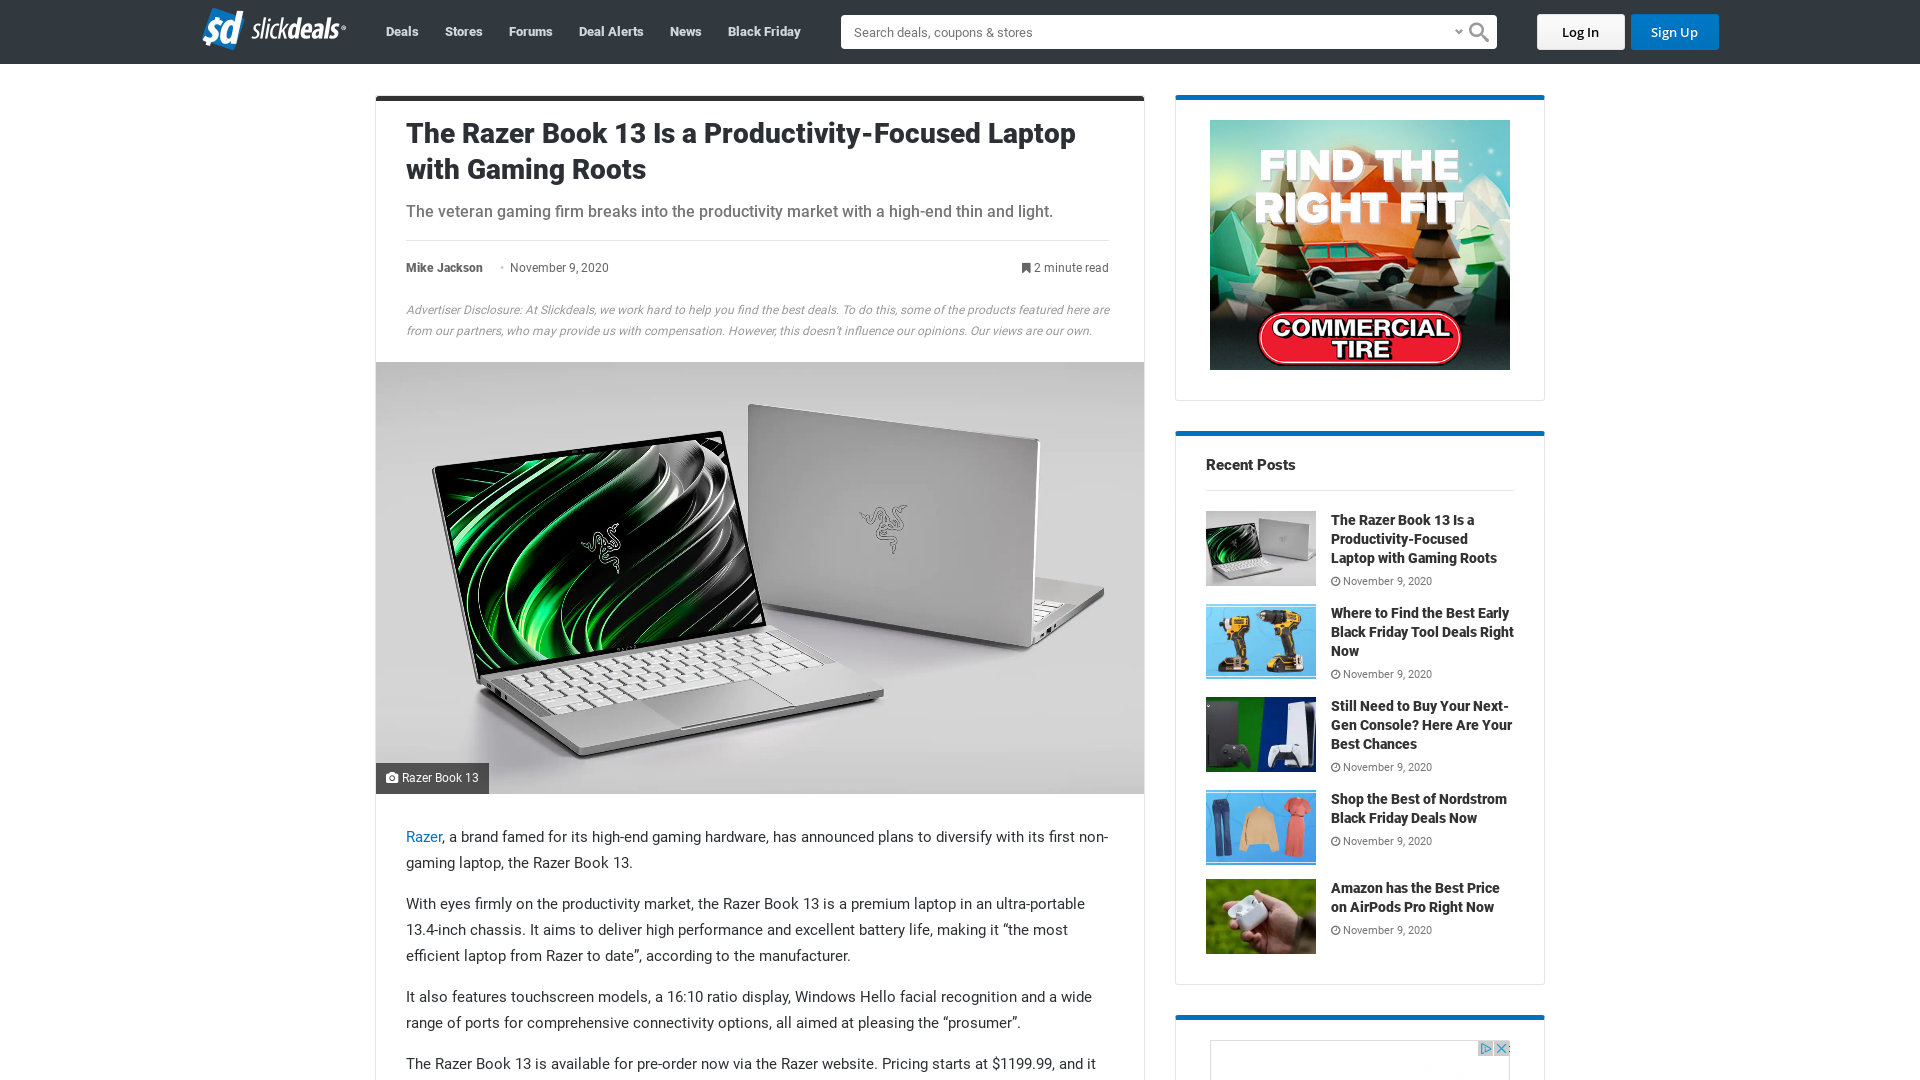 sd slickdeals
Deals
Stores
Forums
Deal Alerts
News
Black Friday
Search deals, coupons & stores
Log In
Sign Up
The Razer Book 13 Is a Productivity-Focused Laptop
with Gaming Roots
The veteran gaming firm breaks into the productivity market with a high-end thin and light.
Mike Jackson • November 9, 2020
2 minute read
Advertiser Disclosure: At Slickdeals, we work hard to help you find the best deals. To do this, some of the products featured here are
from our partners, who may provide us with compensation. However, this doesn't influence our opinions. Our views are our own.
Razer Book 13
Razer, a brand famed for its high-end gaming hardware, has announced plans to diversify with its first non-
gaming laptop, the Razer Book 13.
With eyes firmly on the productivity market, the Razer Book 13 is a premium laptop in an ultra-portable
13.4-inch chassis. It aims to deliver high performance and excellent battery life, making it “the most
efficient laptop from Razer to date”, according to the manufacturer.
It also features touchscreen models, a 16:10 ratio display, Windows Hello facial recognition and a wide
range of ports for comprehensive connectivity options, all aimed at pleasing the “prosumer”.
The Razer Book 13 is available for pre-order now via the Razer website. Pricing starts at $1199.99, and it
FIND THE
RIGHT FIT
COMMERCIAL
TIRE
Recent Posts
The Razer Book 13 Is a
Productivity-Focused
Laptop with Gaming Roots
November 9, 2020
Where to Find the Best Early
Black Friday Tool Deals Right
Now
November 9, 2020
Still Need to Buy Your Next-
Gen Console? Here Are Your
Best Chances
November 9, 2020
Shop the Best of Nordstrom
Black Friday Deals Now
November 9, 2020
Amazon has the Best Price
on AirPods Pro Right Now
November 9, 2020